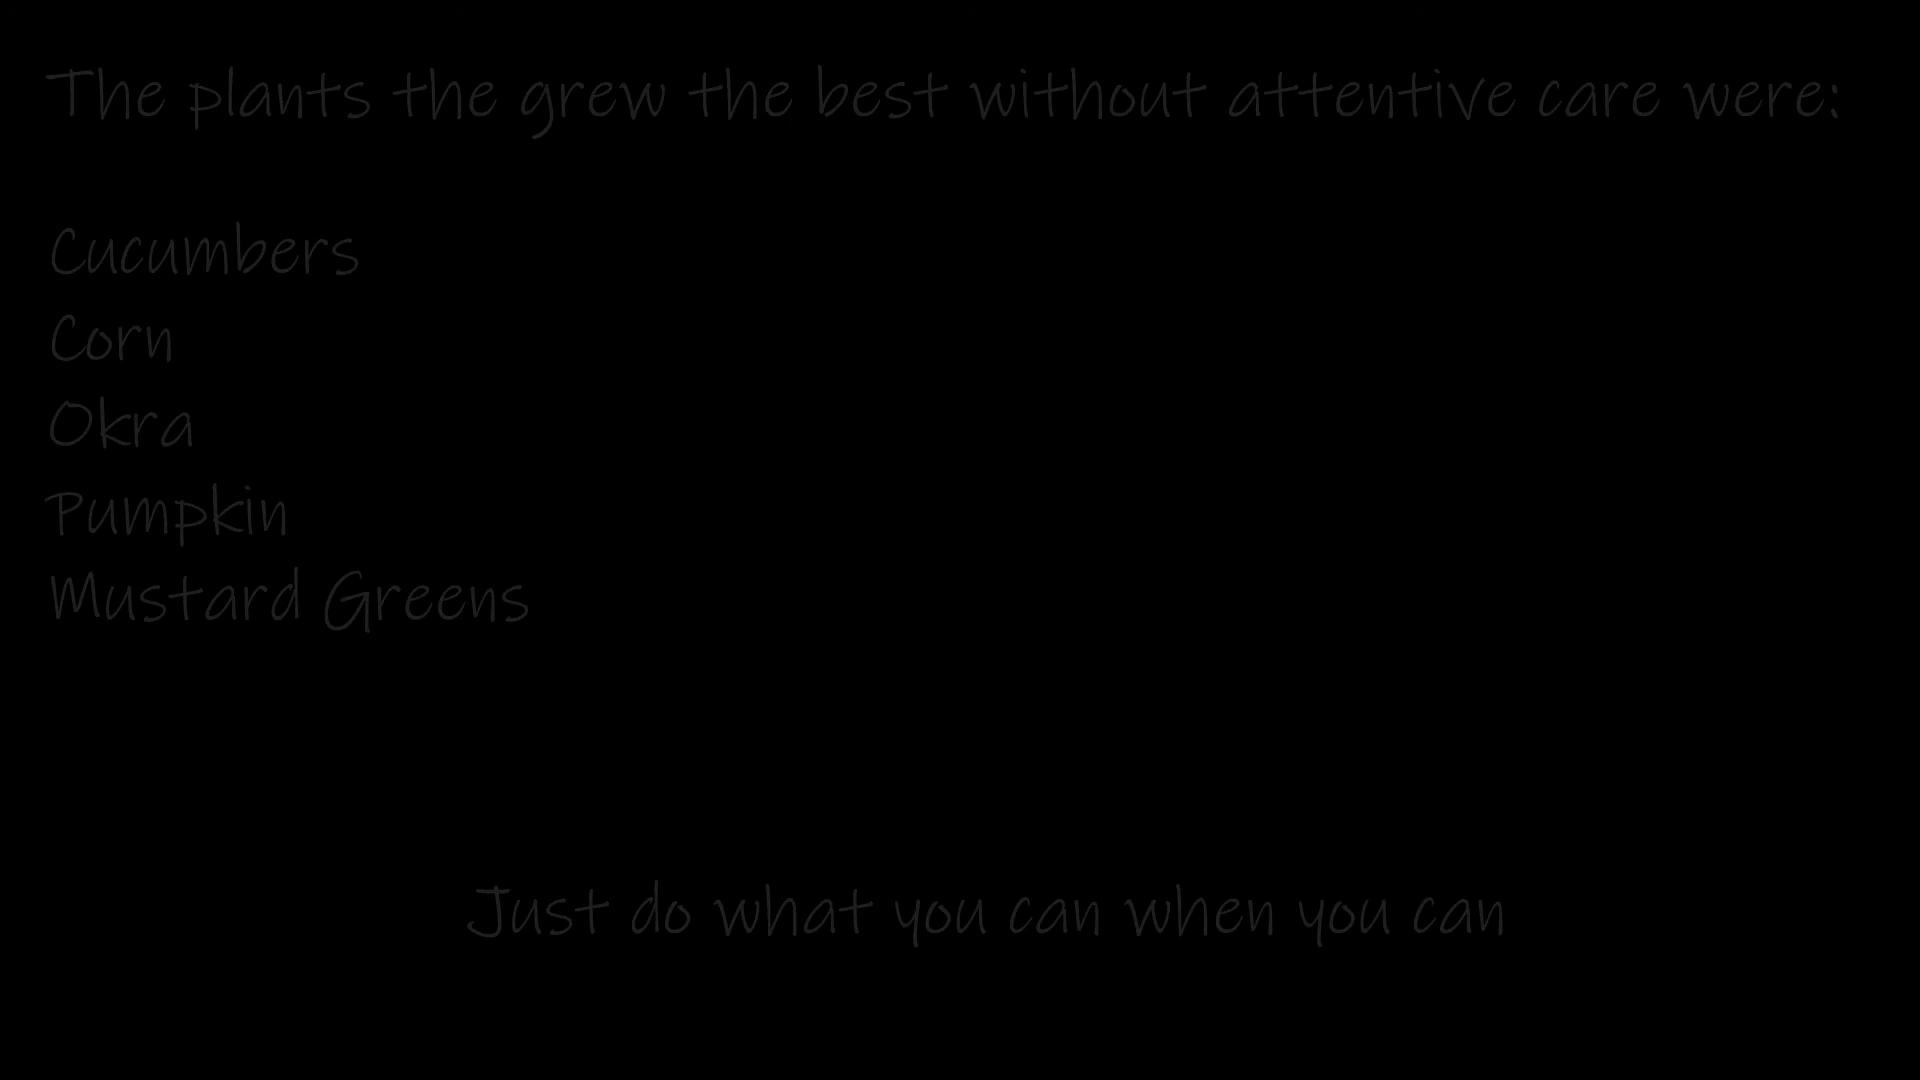 The plants the grew the best without attentive care were:
Cucumbers
Corn
Okra
Pumpkin
Mustard Greens
Just do what you can when you can